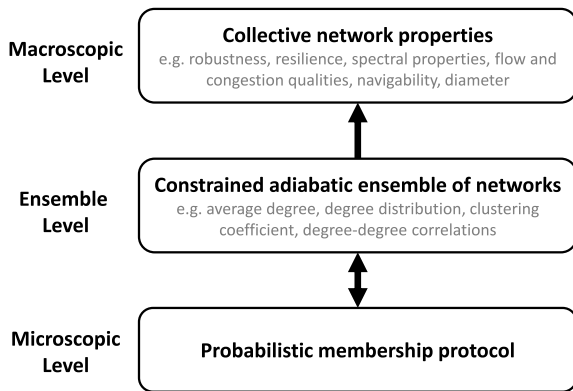 Macroscopic
Level
Collective network properties
e.g. robustness, resilience, spectral properties, flow and
congestion qualities, navigability, diameter
Ensemble
Level
Constrained adiabatic ensemble of networks
e.g. average degree, degree distribution, clustering
coefficient, degree-degree correlations
Microscopic
Level
Probabilistic membership protocol